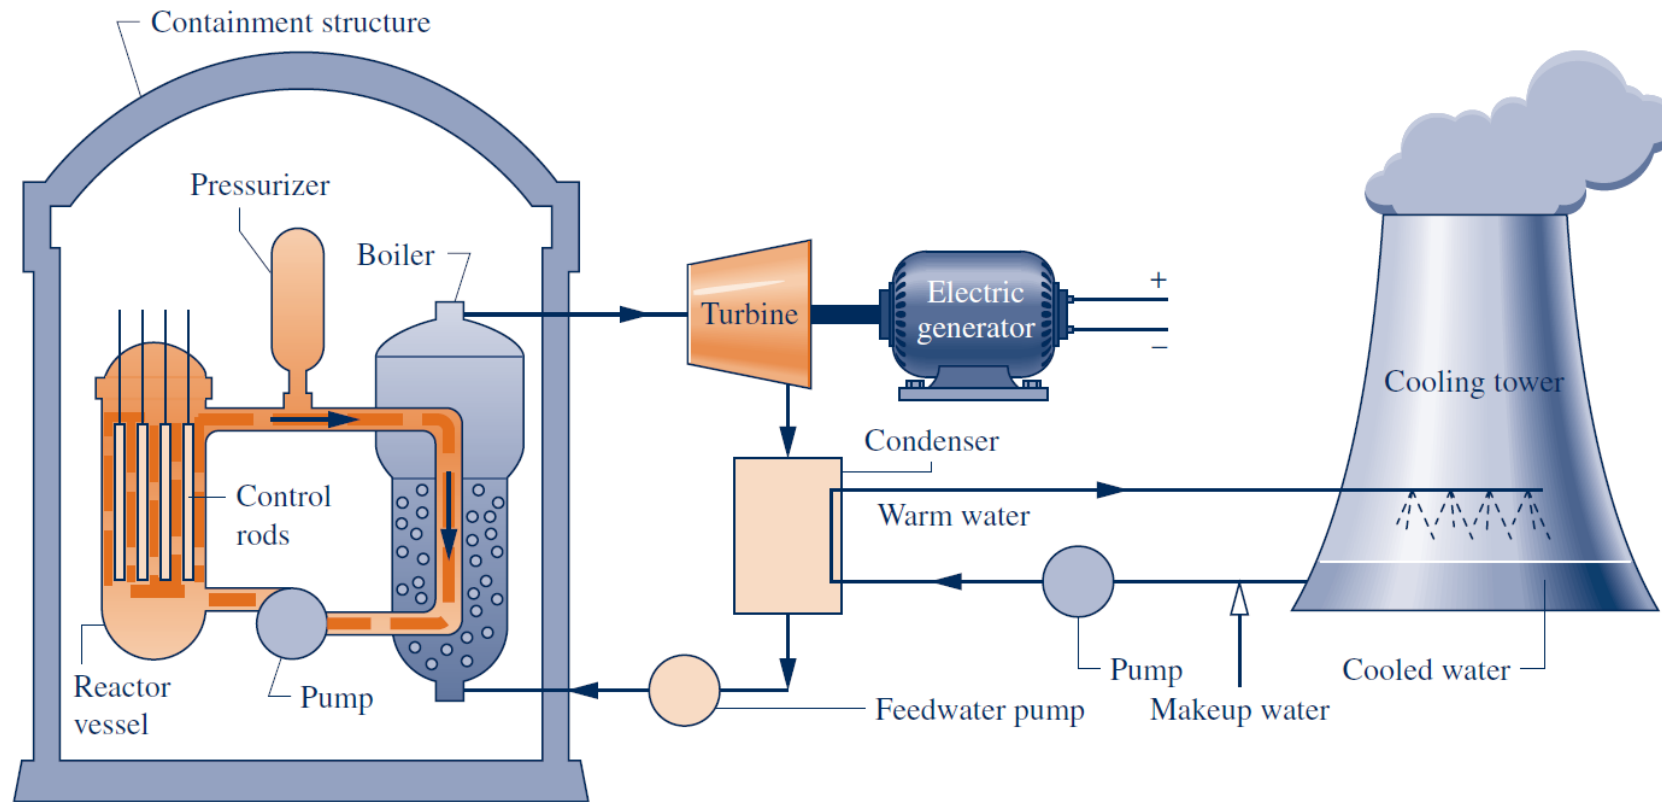 Containment structure
Pressurizer
Boiler
Turbine
Electric
generator
+
−
Cooling tower
Condenser
Control
rods
Warm water
Reactor
vessel
Pump
Feedwater pump
Pump
Makeup water
Cooled water